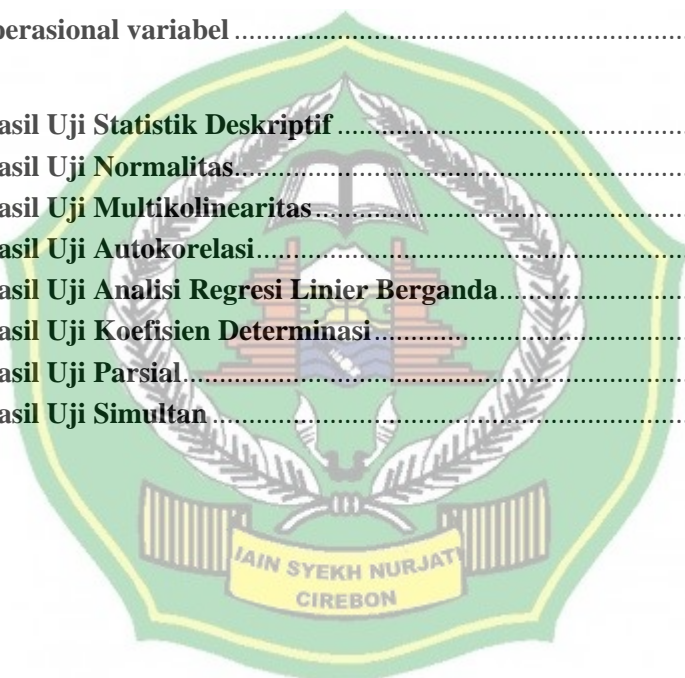 perasional variabel ....................................................................
asil Uji Statistik Deskriptif ....................................................................
asil Uji Normalitas....................................................................
asil Uji Multikolinearitas ....................................................................
asil Uji Autokorelasi....................................................................
asil Uji Analisi Regresi Linier Berganda....................................................................
asil Uji Koefisien Determinasi ....................................................................
asil Uji Parsial ....................................................................
asil Uji Simultan ....................................................................
IAIN SYEKH NURJATI
CIREBON